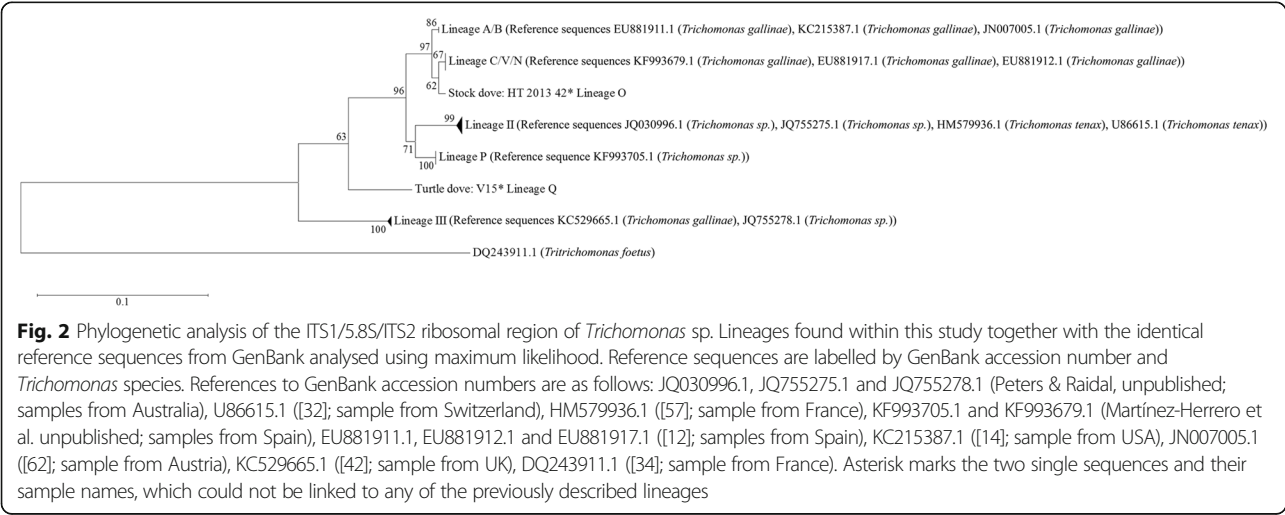 86 Lineage A/B (Reference sequences EU881911.1 (Trichomonas gallinae), KC215387.1 (Trichomonas gallinae), JN007005.1 (Trichomonas gallinae))
97
67 Lineage C/V/N (Reference sequences KF993679.1 (Trichomonas gallinae), EU881917.1 (Trichomonas gallinae), EU881912.1 (Trichomonas gallinae))
62
96
Stock dove: HT 2013 42* Lineage O
99 Lineage II (Reference sequences JQ030996.1 (Trichomonas sp.), JQ755275.1 (Trichomonas sp.), HM579936.1 (Trichomonas tenax), U86615.1 (Trichomonas tenax))
63
71
100 Lineage P (Reference sequence KF993705.1 (Trichomonas sp.))
Turtle dove: V15* Lineage Q
100 Lineage III (Reference sequences KC529665.1 (Trichomonas gallinae), JQ755278.1 (Trichomonas sp.))
DQ243911.1 (Tritrichomonas foetus)
0.1
Fig. 2 Phylogenetic analysis of the ITS1/5.8S/ITS2 ribosomal region of Trichomonas sp. Lineages found within this study together with the identical
reference sequences from GenBank analysed using maximum likelihood. Reference sequences are labelled by GenBank accession number and
Trichomonas species. References to GenBank accession numbers are as follows: JQ030996.1, JQ755275.1 and JQ755278.1 (Peters & Raidal, unpublished;
samples from Australia), U86615.1 ([32]; sample from Switzerland), HM579936.1 ([57]; sample from France), KF993705.1 and KF993679.1 (Martínez-Herrero et
al. unpublished; samples from Spain), EU881911.1, EU881912.1 and EU881917.1 ([12]; samples from Spain), KC215387.1 ([14]; sample from USA), JN007005.1
([62]; sample from Austria), KC529665.1 ([42]; sample from UK), DQ243911.1 ([34]; sample from France). Asterisk marks the two single sequences and their
sample names, which could not be linked to any of the previously described lineages